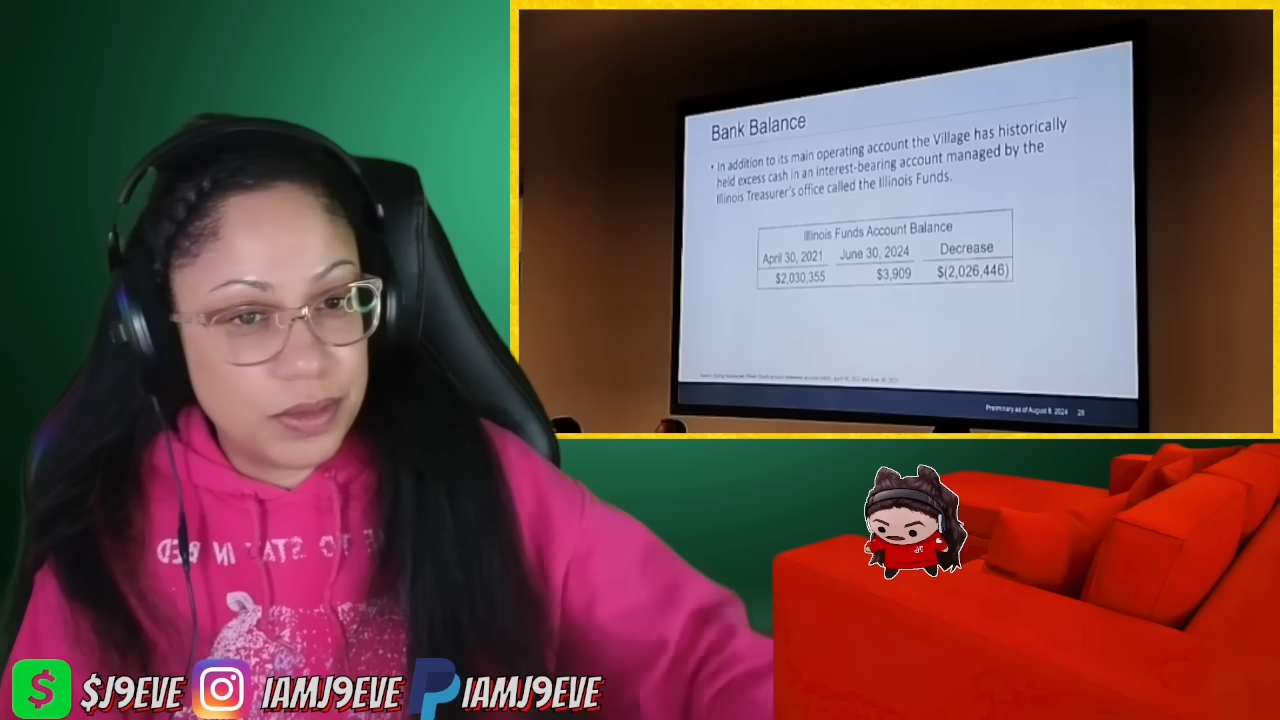 Bank Balance
• In addition to its main operating account the Village has historically
held excess cash in an interest-bearing account managed by the
Illinois Treasurer's office called the Illinois Funds.
Illinois Funds Account Balance
April 30, 2021 June 30, 2024 Decrease
$2,030,355 $3,909 $(2,026,446)
Preliminary as of August 8, 2024 28
STAY IN BED
$J9EVE IAMJ9EVE IAMJ9EVE